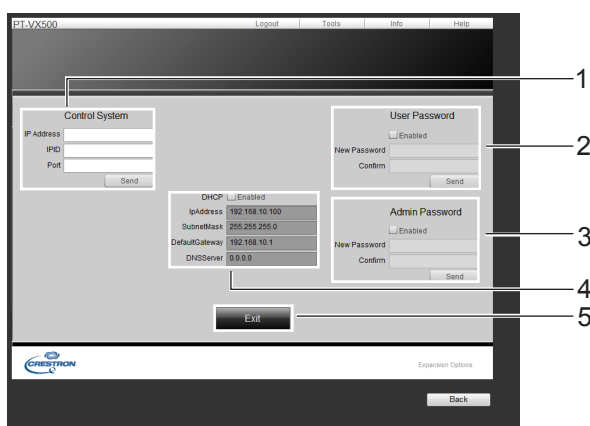 PT-VX500 Logout Tools Info Help
1
Control System
IP Address
IPID
Port
Send
User Password
Enabled
New Password
Confirm
Send
2
DHCP Enabled
IpAddress 192.168.10.100
SubnetMask 255.255.255.0
DefaultGateway 192.168.10.1
DNSServer 0.0.0.0
Admin Password
Enabled
New Password
Confirm
Send
3
4
Exit
5
CRESTRON
Expansion Options
Back